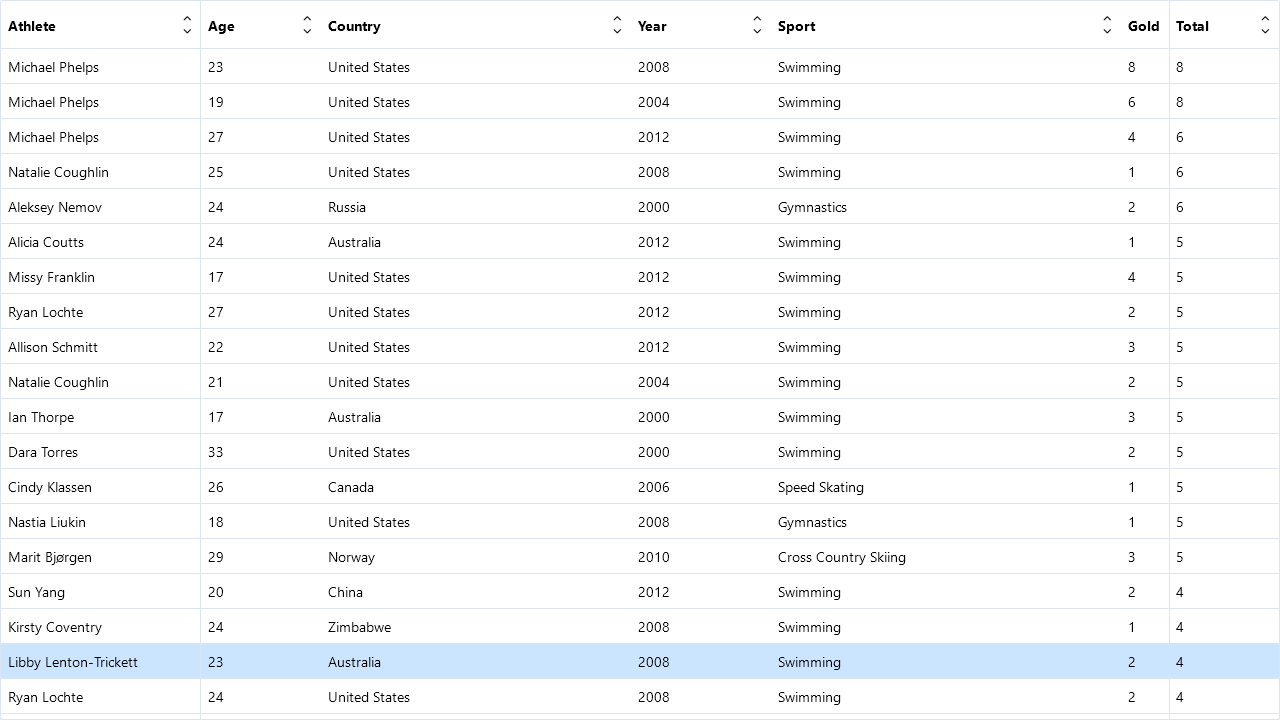 Athlete Age Country Year Sport Gold Total
Michael Phelps 23 United States 2008 Swimming 8 8
Michael Phelps 19 United States 2004 Swimming 6 8
Michael Phelps 27 United States 2012 Swimming 4 6
Natalie Coughlin 25 United States 2008 Swimming 1 6
Aleksey Nemov 24 Russia 2000 Gymnastics 2 6
Alicia Coutts 24 Australia 2012 Swimming 1 5
Missy Franklin 17 United States 2012 Swimming 4 5
Ryan Lochte 27 United States 2012 Swimming 2 5
Allison Schmitt 22 United States 2012 Swimming 3 5
Natalie Coughlin 21 United States 2004 Swimming 2 5
Ian Thorpe 17 Australia 2000 Swimming 3 5
Dara Torres 33 United States 2000 Swimming 2 5
Cindy Klassen 26 Canada 2006 Speed Skating 1 5
Nastia Liukin 18 United States 2008 Gymnastics 1 5
Marit Bjørgen 29 Norway 2010 Cross Country Skiing 3 5
Sun Yang 20 China 2012 Swimming 2 4
Kirsty Coventry 24 Zimbabwe 2008 Swimming 1 4
Libby Lenton-Trickett 23 Australia 2008 Swimming 2 4
Ryan Lochte 24 United States 2008 Swimming 2 4